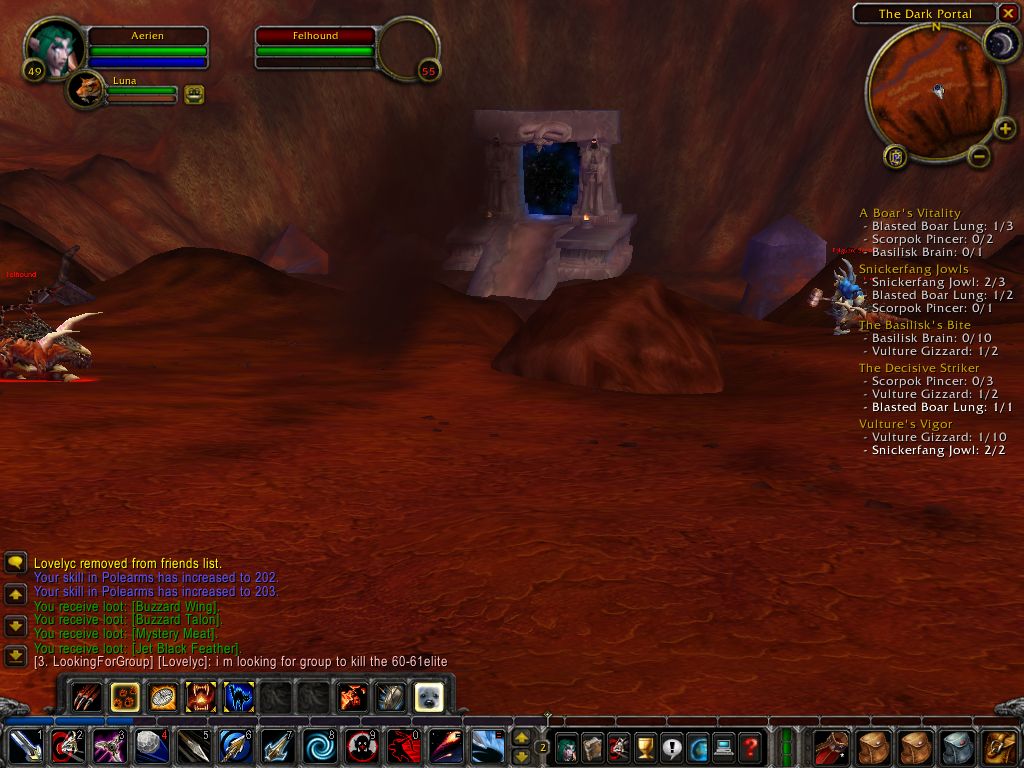 Aerien
49
Luna
Felhound
55
The Dark Portal
N
A Boar's Vitality
- Blasted Boar Lung: 1/3
- Scorpok Pincer: 0/2
- Basilisk Brain: 0/1
Snickerfang Jowls
- Snickerfang Jowl: 2/3
- Blasted Boar Lung: 1/2
- Scorpok Pincer: 0/1
The Basilisk's Bite
- Basilisk Brain: 0/10
- Vulture Gizzard: 1/2
The Decisive Striker
- Scorpok Pincer: 0/3
- Vulture Gizzard: 1/2
- Blasted Boar Lung: 1/1
Vulture's Vigor
- Vulture Gizzard: 1/10
- Snickerfang Jowl: 2/2
Felhound
Lovelyc removed from friends list.
Your skill in Polearms has increased to 202.
Your skill in Polearms has increased to 203.
You receive loot: [Buzzard Wing].
You receive loot: [Buzzard Talon].
You receive loot: [Mystery Meat].
You receive loot: [Jet Black Feather].
[3. LookingForGroup] [Lovelyc]: i m looking for group to kill the 60-61elite
1 2 3 4 5 6 7 8 9 0 2